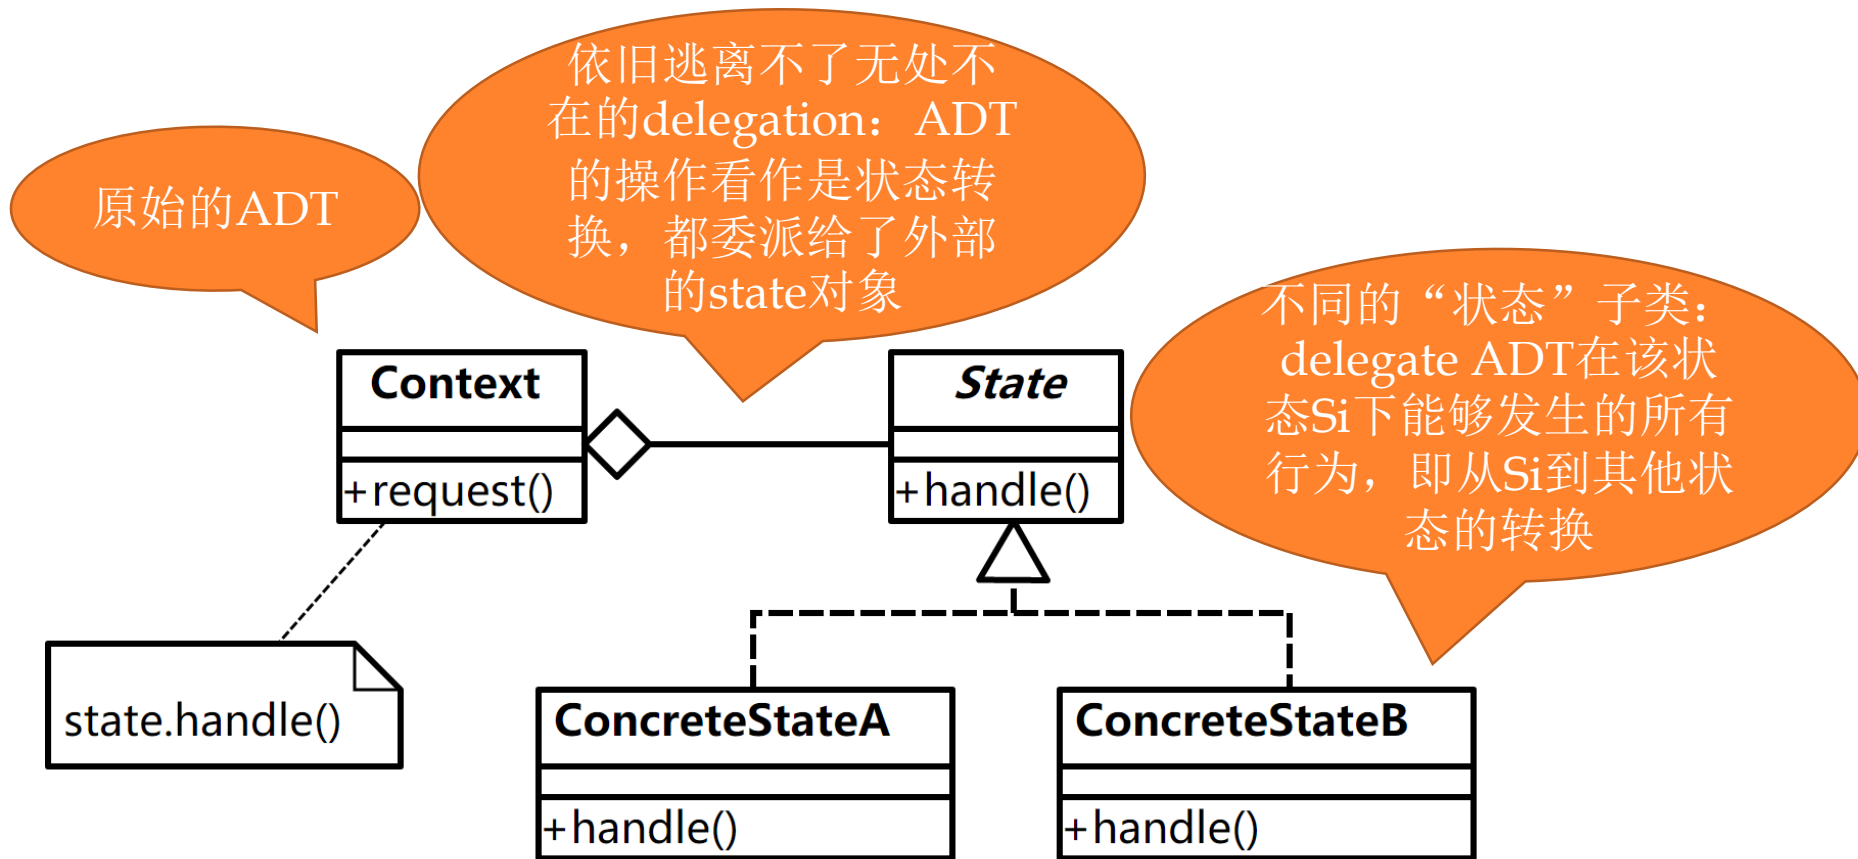 依旧逃离不了无处不
在的delegation：ADT
的操作看作是状态转
换，都委派给了外部
的state对象
原始的ADT
不同的“状态”子类：
delegate ADT在该状
态Si下能够发生的所有
行为，即从Si到其他状
态的转换
Context
+request()
State
+handle()
state.handle()
ConcreteStateA
+handle()
ConcreteStateB
+handle()